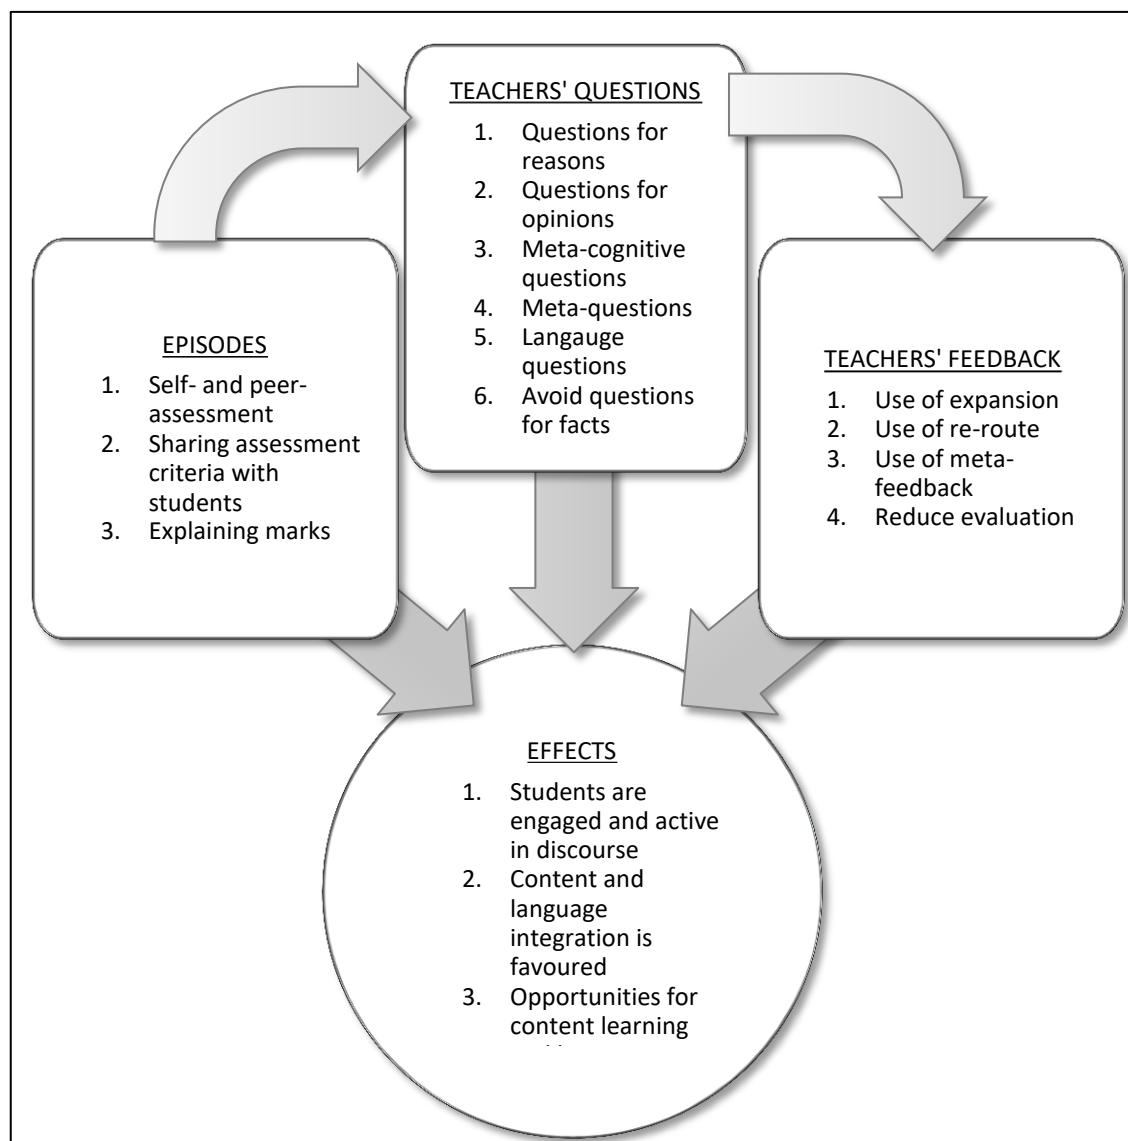 TEACHERS' QUESTIONS
1. Questions for
reasons
2. Questions for
opinions
3. Meta-cognitive
questions
4. Meta-questions
5. Langauge
questions
6. Avoid questions
for facts
EPISODES
1. Self- and peer-
assessment
2. Sharing assessment
criteria with
students
3. Explaining marks
TEACHERS' FEEDBACK
1. Use of expansion
2. Use of re-route
3. Use of meta-
feedback
4. Reduce evaluation
EFFECTS
1. Students are
engaged and active
in discourse
2. Content and
language
integration is
favoured
3. Opportunities for
content learning